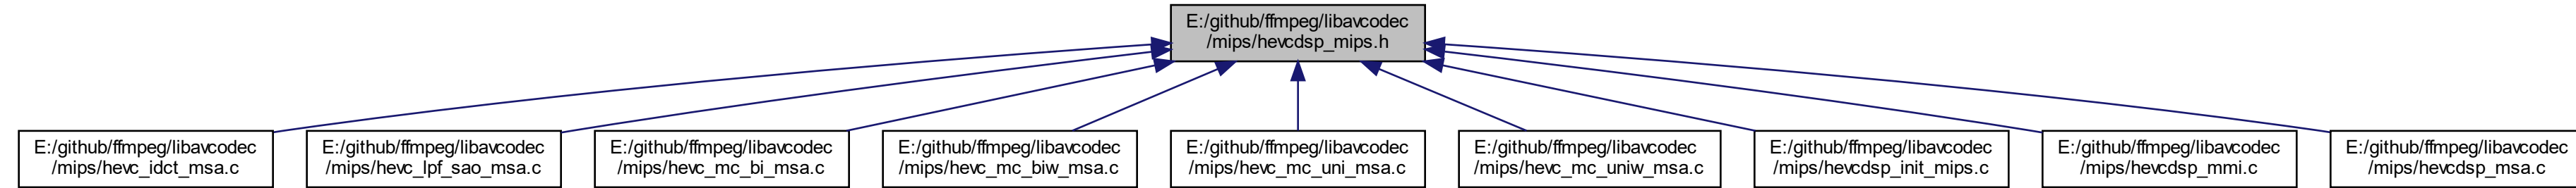 E:/github/ffmpeg/libavcodec
/mips/hevcdsp_mips.h
E:/github/ffmpeg/libavcodec
/mips/hevc_idct_msa.c
E:/github/ffmpeg/libavcodec
/mips/hevc_lpf_sao_msa.c
E:/github/ffmpeg/libavcodec
/mips/hevc_mc_bi_msa.c
E:/github/ffmpeg/libavcodec
/mips/hevc_mc_biw_msa.c
E:/github/ffmpeg/libavcodec
/mips/hevc_mc_uni_msa.c
E:/github/ffmpeg/libavcodec
/mips/hevc_mc_uniw_msa.c
E:/github/ffmpeg/libavcodec
/mips/hevcdsp_init_mips.c
E:/github/ffmpeg/libavcodec
/mips/hevcdsp_mmi.c
E:/github/ffmpeg/libavcodec
/mips/hevcdsp_msa.c